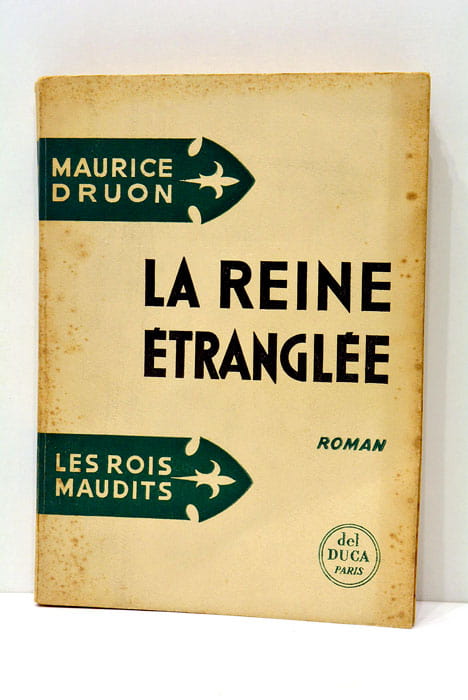 MAURICE
DRUON
LA REINE
ÉTRANGLÉE
ROMAN
LES ROIS
MAUDITS
del
DUCA
PARIS